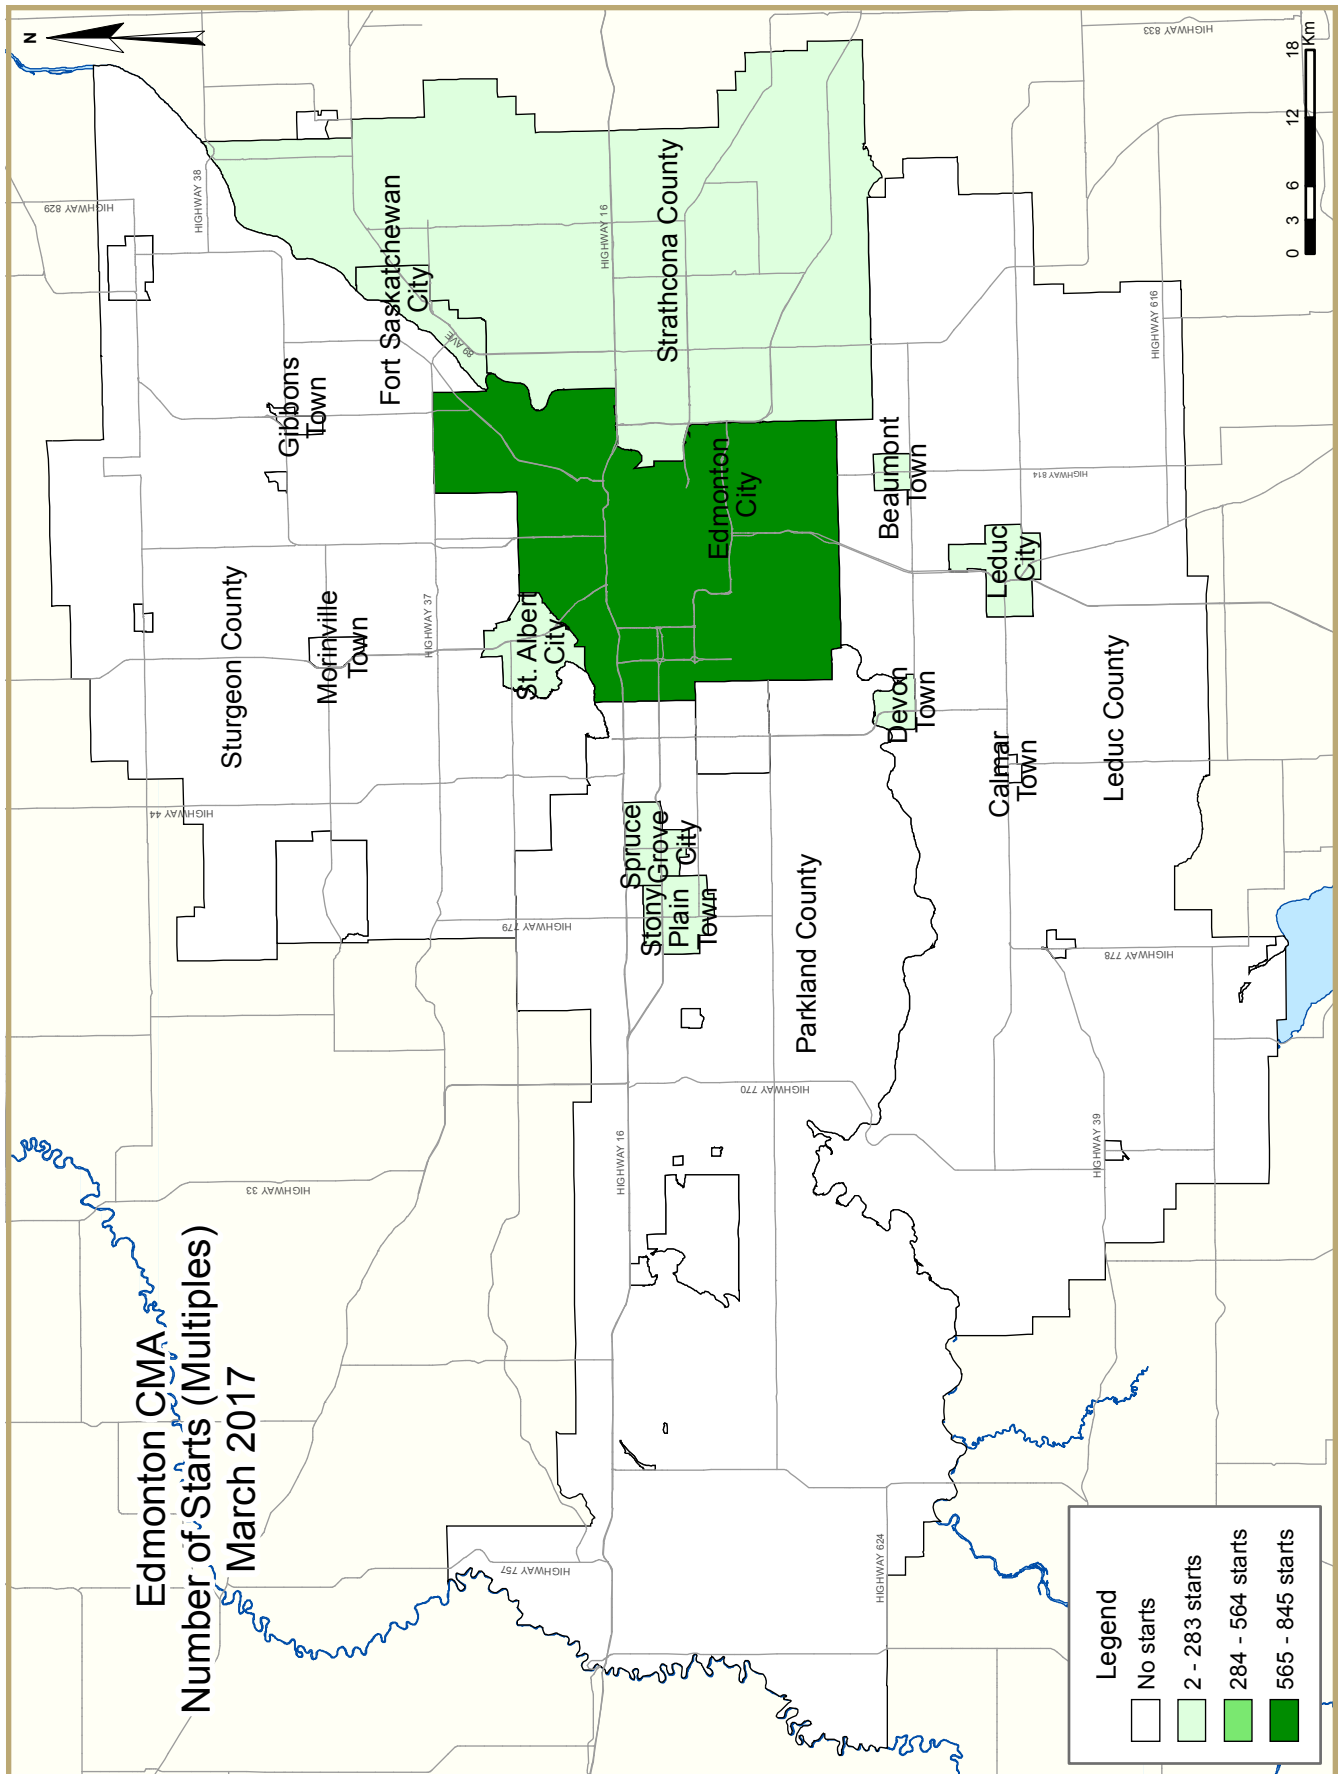 Edmonton CMA
Number of Starts (Multiples)
March 2017
N
HIGHWAY 33
HIGHWAY 44
HIGHWAY 829
HIGHWAY 38
HIGHWAY 833
Sturgeon County
Gibbons
Town
Morinville
Town
HIGHWAY 37
Fort Saskatchewan
City
89 AVE
HIGHWAY 757
HIGHWAY 779
St. Albert
City
HIGHWAY 16
HIGHWAY 16
Spruce
Grove
City
Stony
Plain
Town
Strathcona County
Edmonton
City
HIGHWAY 770
Parkland County
HIGHWAY 624
Devon
Town
Beaumont
Town
Calmar
Town
Leduc
City
HIGHWAY 814
HIGHWAY 39
HIGHWAY 778
Leduc County
HIGHWAY 616
Legend
No starts
2 - 283 starts
284 - 564 starts
565 - 845 starts
0 3 6 12 18
Km